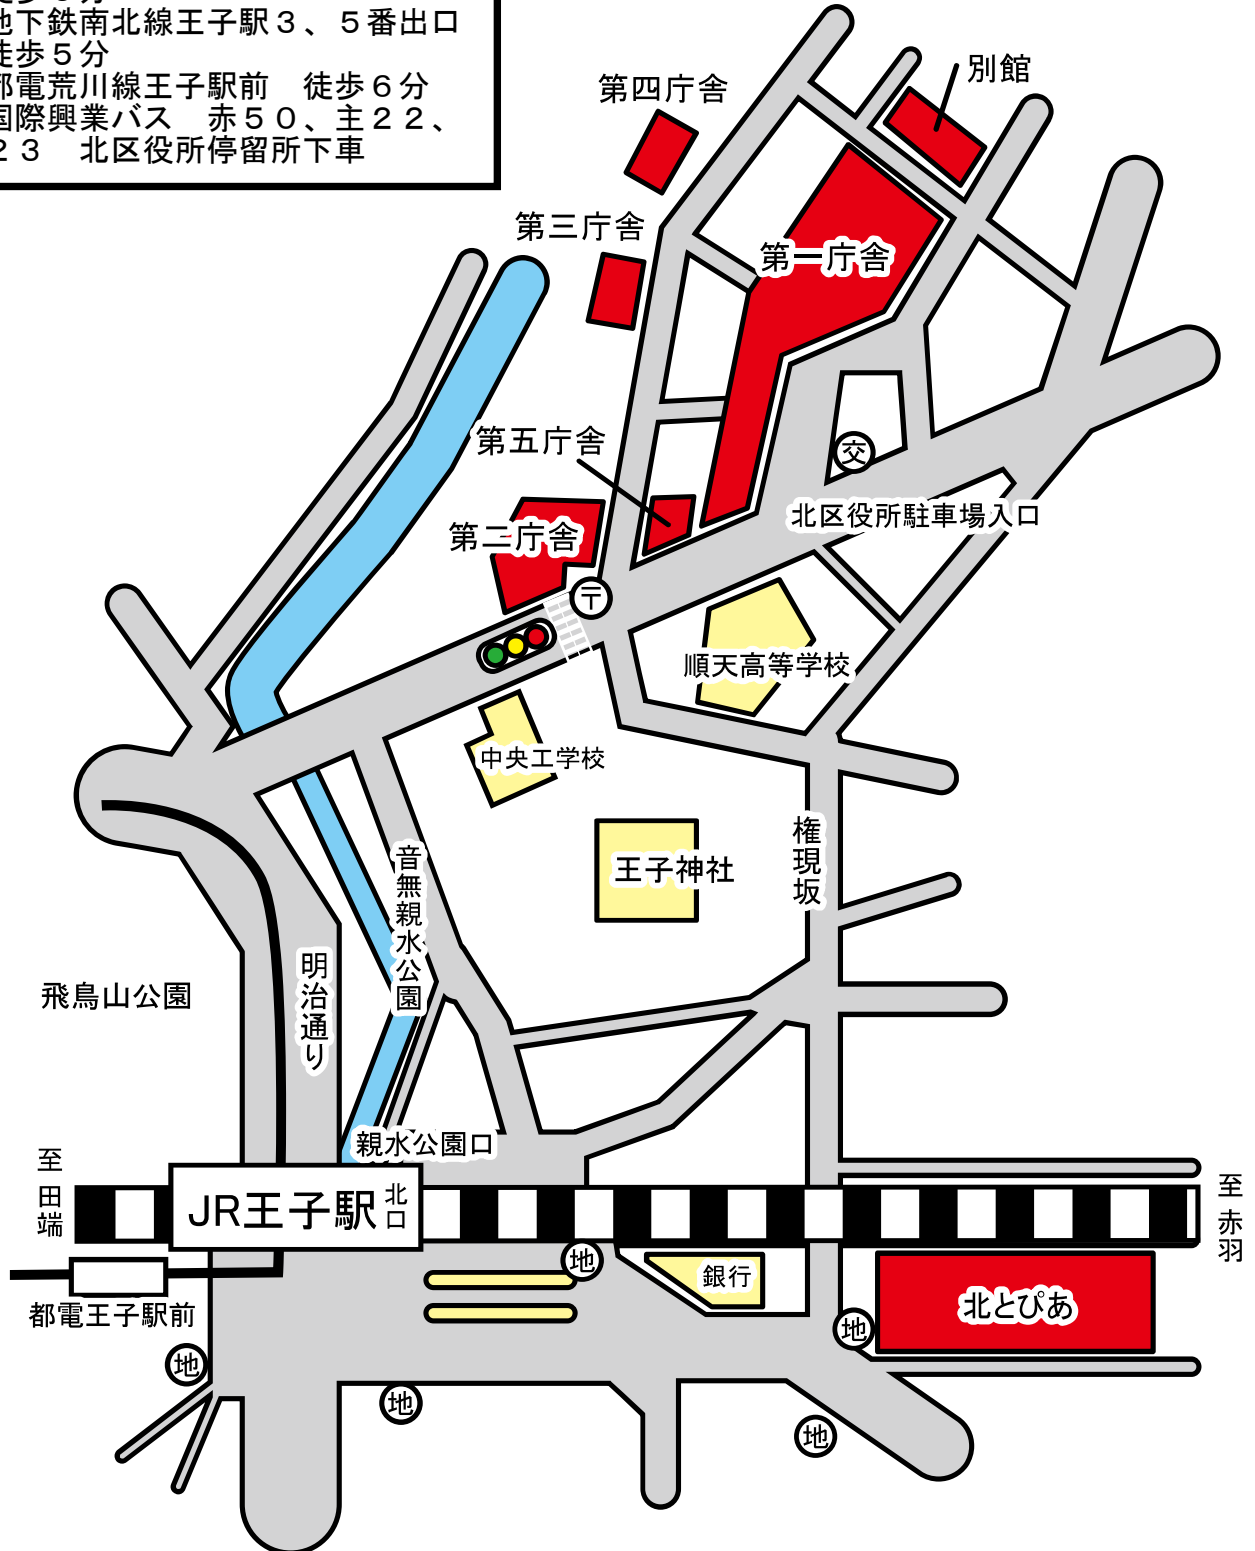 地下鉄南北線王子駅３、５番出口
徒歩５分
都電荒川線王子駅前　徒歩６分
国際興業バス　赤５０、主２２、
２３　北区役所停留所下車
別館
第四庁舎
第三庁舎
第一庁舎
第五庁舎
交
北区役所駐車場入口
第二庁舎
〒
順天高等学校
中央工学校
王子神社
権現坂
音無親水公園
明治通り
飛鳥山公園
親水公園口
至田端
JR王子駅
北口
至赤羽
地
銀行
北とぴあ
都電王子駅前
地
地
地
地